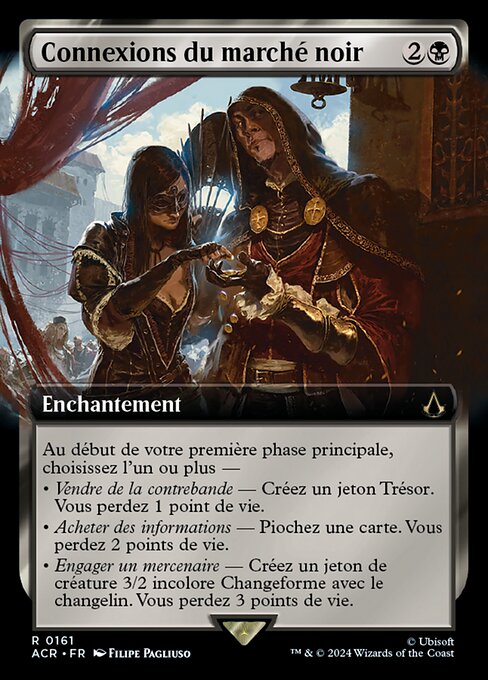 Connexions du marché noir 2
Enchantement
Au début de votre première phase principale,
choisissez l'un ou plus —
• Vendre de la contrebande — Créez un jeton Trésor.
Vous perdez 1 point de vie.
• Acheter des informations — Piochez une carte. Vous
perdez 2 points de vie.
• Engager un mercenaire — Créez un jeton de
créature 3/2 incolore Changeforme avec le
changelin. Vous perdez 3 points de vie.
R 0161
ACR • FR Filipe Pagliuso
© Ubisoft
™ & © 2024 Wizards of the Coast